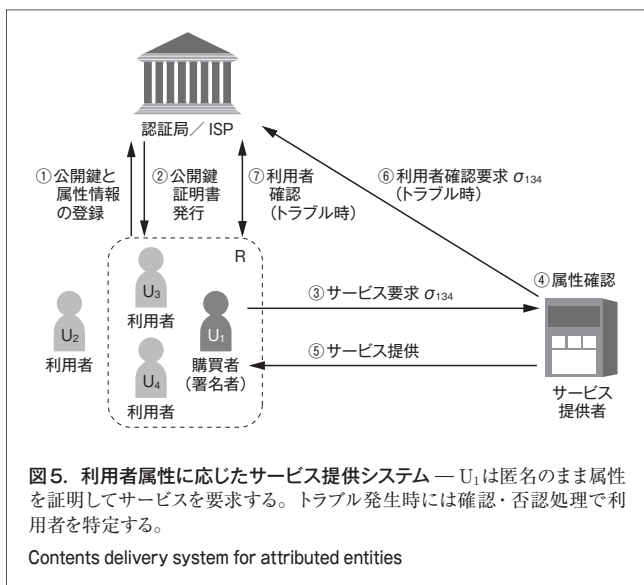 認証局／ISP
①公開鍵と
属性情報
の登録
②公開鍵
証明書
発行
⑦利用者
確認
(トラブル時)
⑥利用者確認要求 σ₁₃₄
(トラブル時)
R
U₃
利用者
U₂
利用者
U₁
購買者
(署名者)
U₄
利用者
③サービス要求 σ₁₃₄
④属性確認
⑤サービス提供
サービス
提供者
図5. 利用者属性に応じたサービス提供システム — U₁は匿名のまま属性
を証明してサービスを要求する。トラブル発生時には確認・否認処理で利
用者を特定する。
Contents delivery system for attributed entities